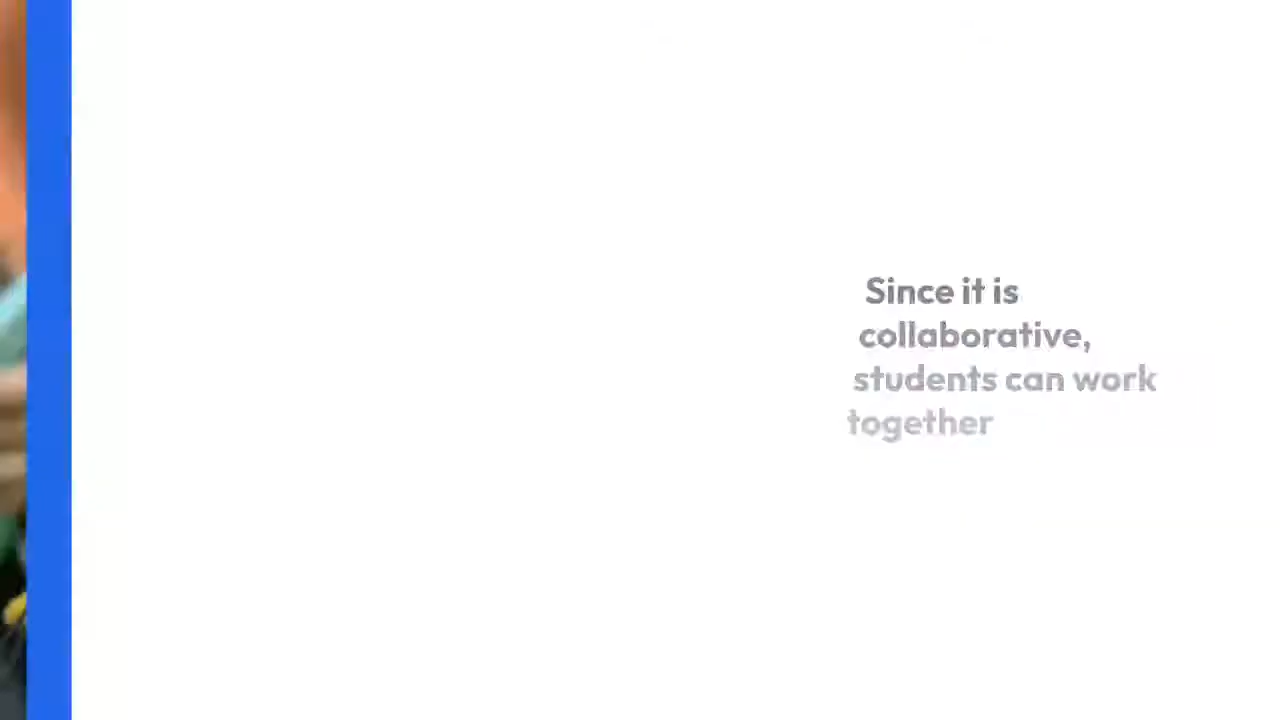 Since it is
collaborative,
students can work
together